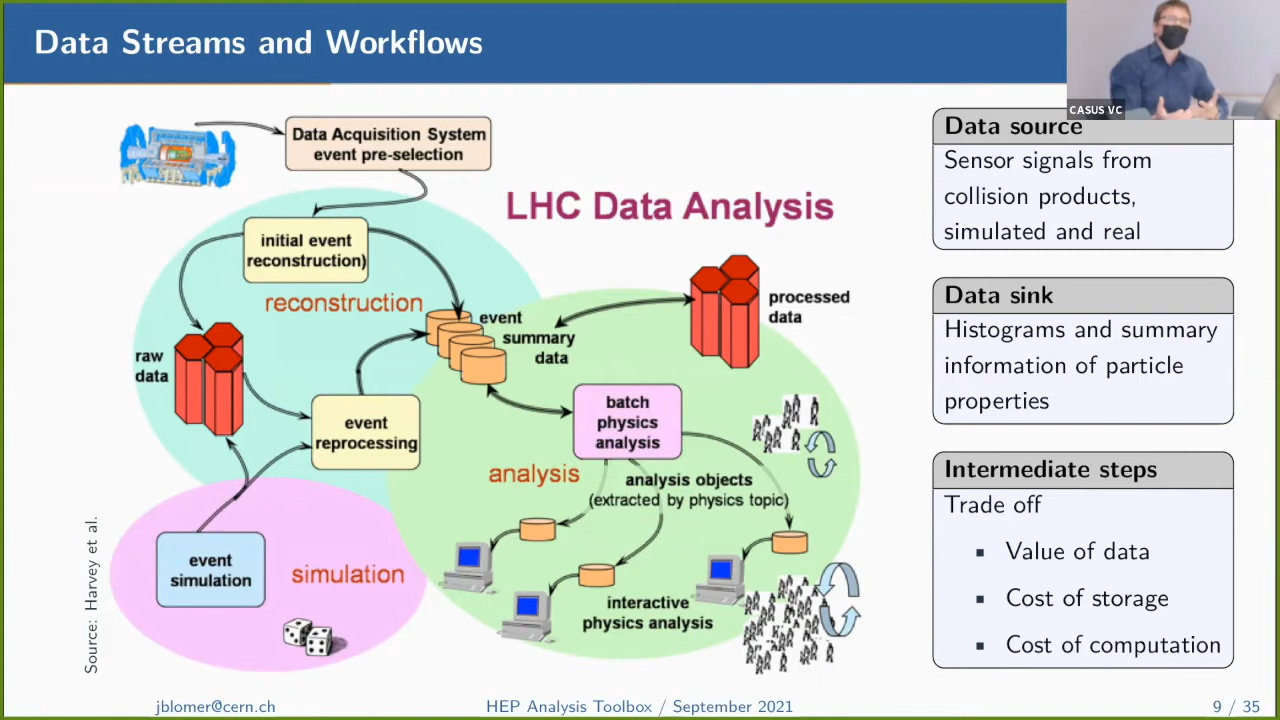 Data Streams and Workflows
CASUS VC
Data Acquisition System
event pre-selection
LHC Data Analysis
initial event
reconstruction)
reconstruction
event
summary
data
processed
data
raw
data
event
reprocessing
batch
physics
analysis
analysis
analysis objects
(extracted by physics topic)
event
simulation
simulation
interactive
physics analysis
Source: Harvey et al.
Data source
Sensor signals from
collision products,
simulated and real
Data sink
Histograms and summary
information of particle
properties
Intermediate steps
Trade off
▪ Value of data
▪ Cost of storage
▪ Cost of computation
jblomer@cern.ch
HEP Analysis Toolbox / September 2021
9 / 35